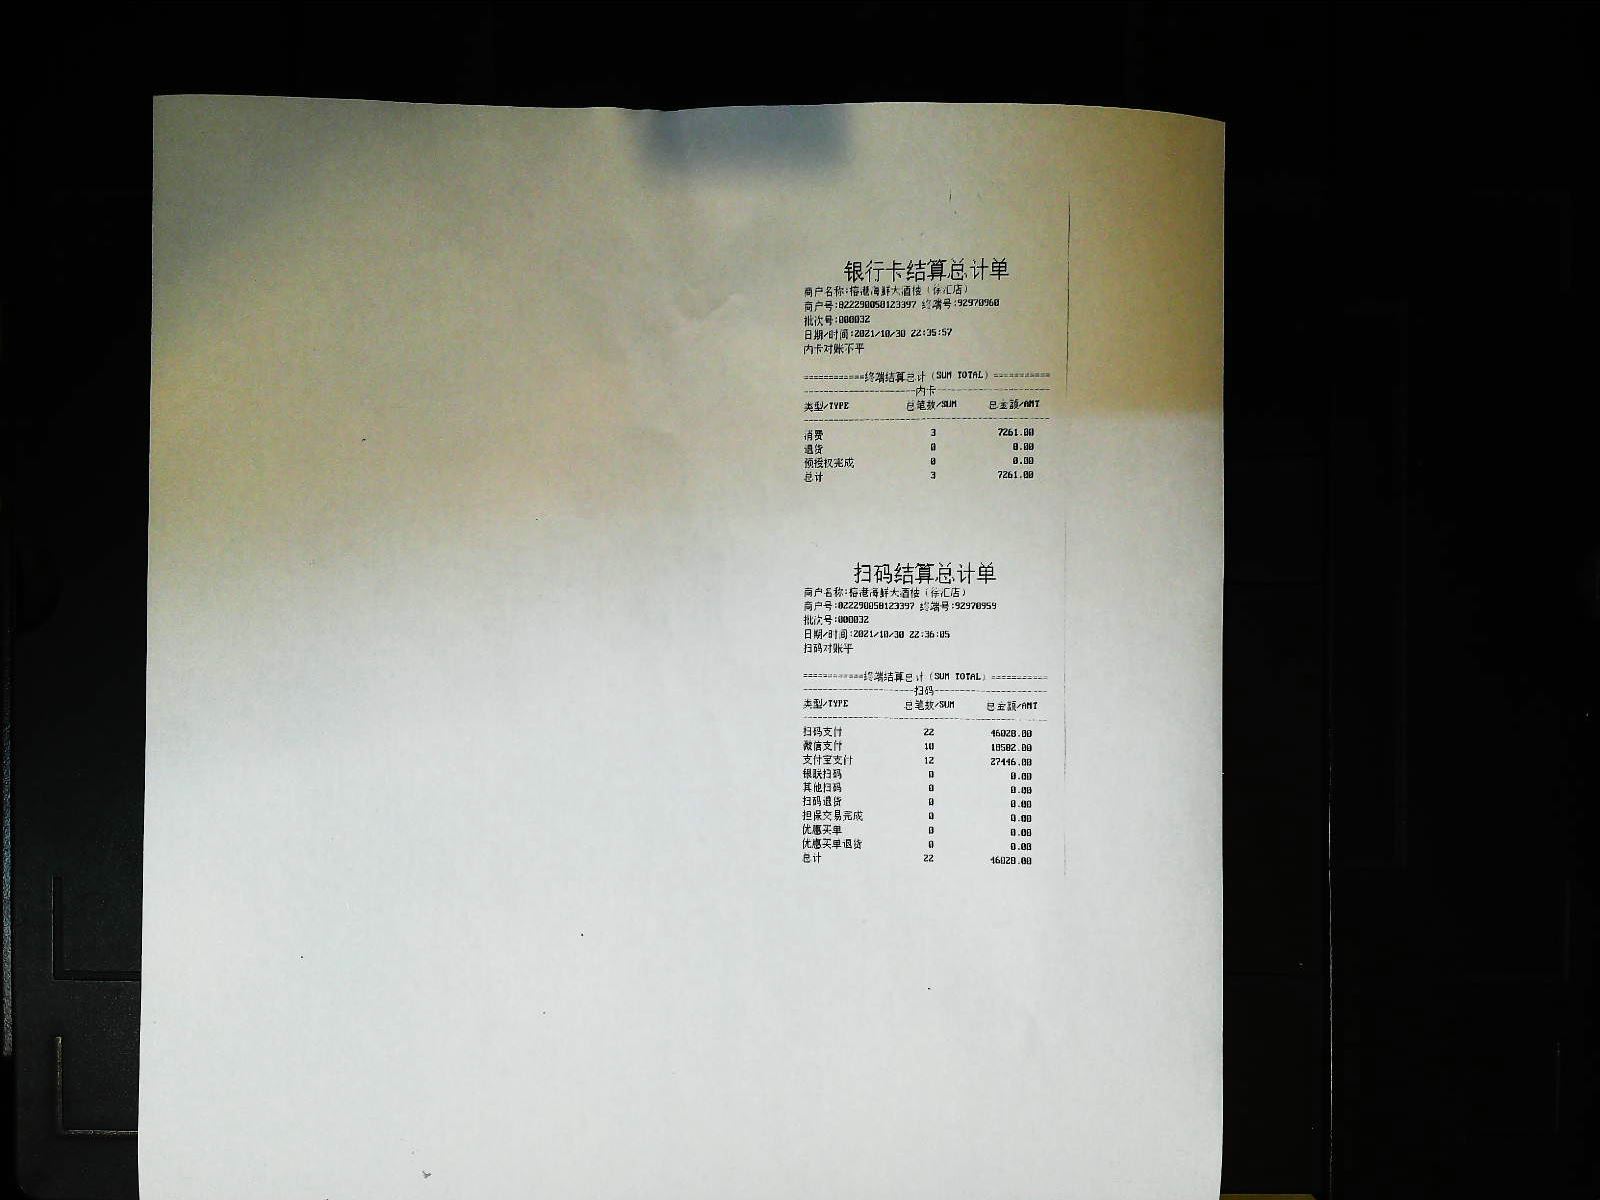 银行卡结算总计单
商户名称:榕港海鲜大酒楼（徐汇店）
商户号:822290058123397 终端号:92970960
批次号:000032
日期/时间:2021/10/30 22:35:57
内卡对账不平
============终端结算总计(SUM TOTAL)===========
内卡
类型/TYPE 总笔数/SUM 总金额/AMT
消费 3 7261.00
退货 0 0.00
预授权完成 0 0.00
总计 3 7261.00
扫码结算总计单
商户名称:榕港海鲜大酒楼（徐汇店）
商户号:822290058123397 终端号:92970959
批次号:000032
日期/时间:2021/10/30 22:36:05
扫码对账平
============终端结算总计(SUM TOTAL)===========
扫码
类型/TYPE 总笔数/SUM 总金额/AMT
扫码支付 22 46028.00
微信支付 10 18582.00
支付宝支付 12 27446.00
银联扫码 0 0.00
其他扫码 0 0.00
扫码退货 0 0.00
担保交易完成 0 0.00
优惠买单 0 0.00
优惠买单退货 0 0.00
总计 22 46028.00